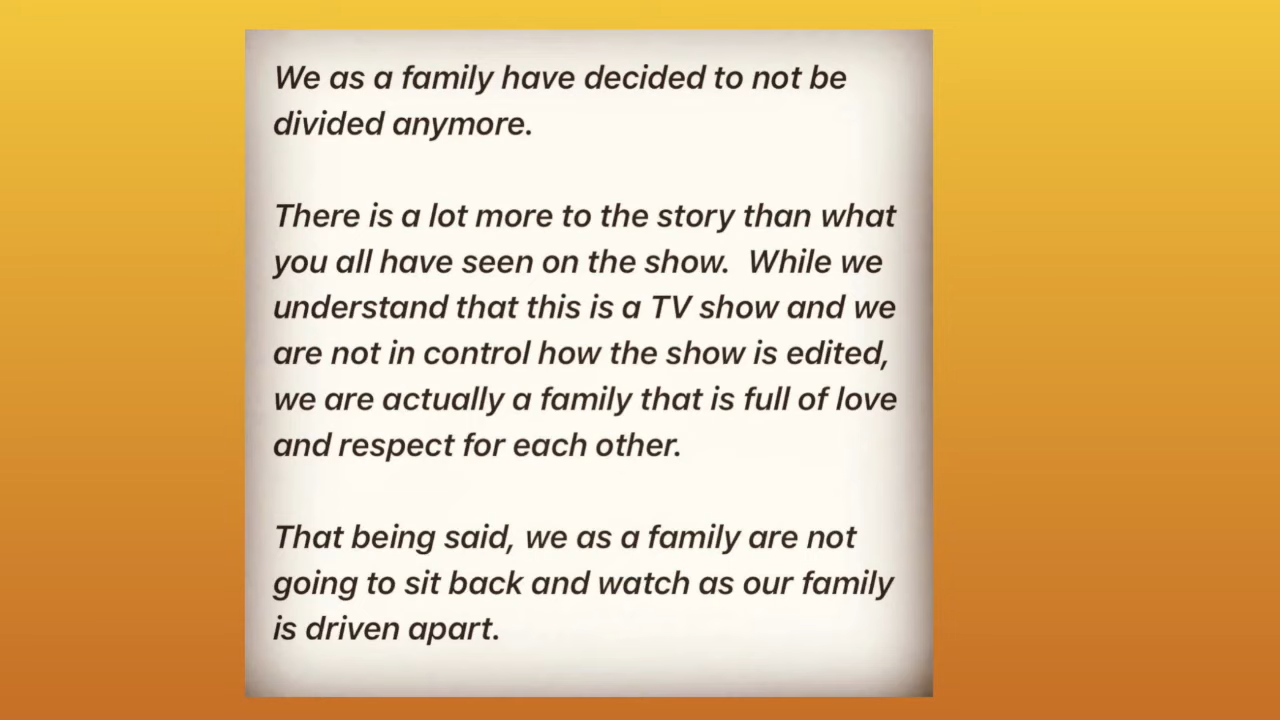 We as a family have decided to not be
divided anymore.
There is a lot more to the story than what
you all have seen on the show.  While we
understand that this is a TV show and we
are not in control how the show is edited,
we are actually a family that is full of love
and respect for each other.
That being said, we as a family are not
going to sit back and watch as our family
is driven apart.